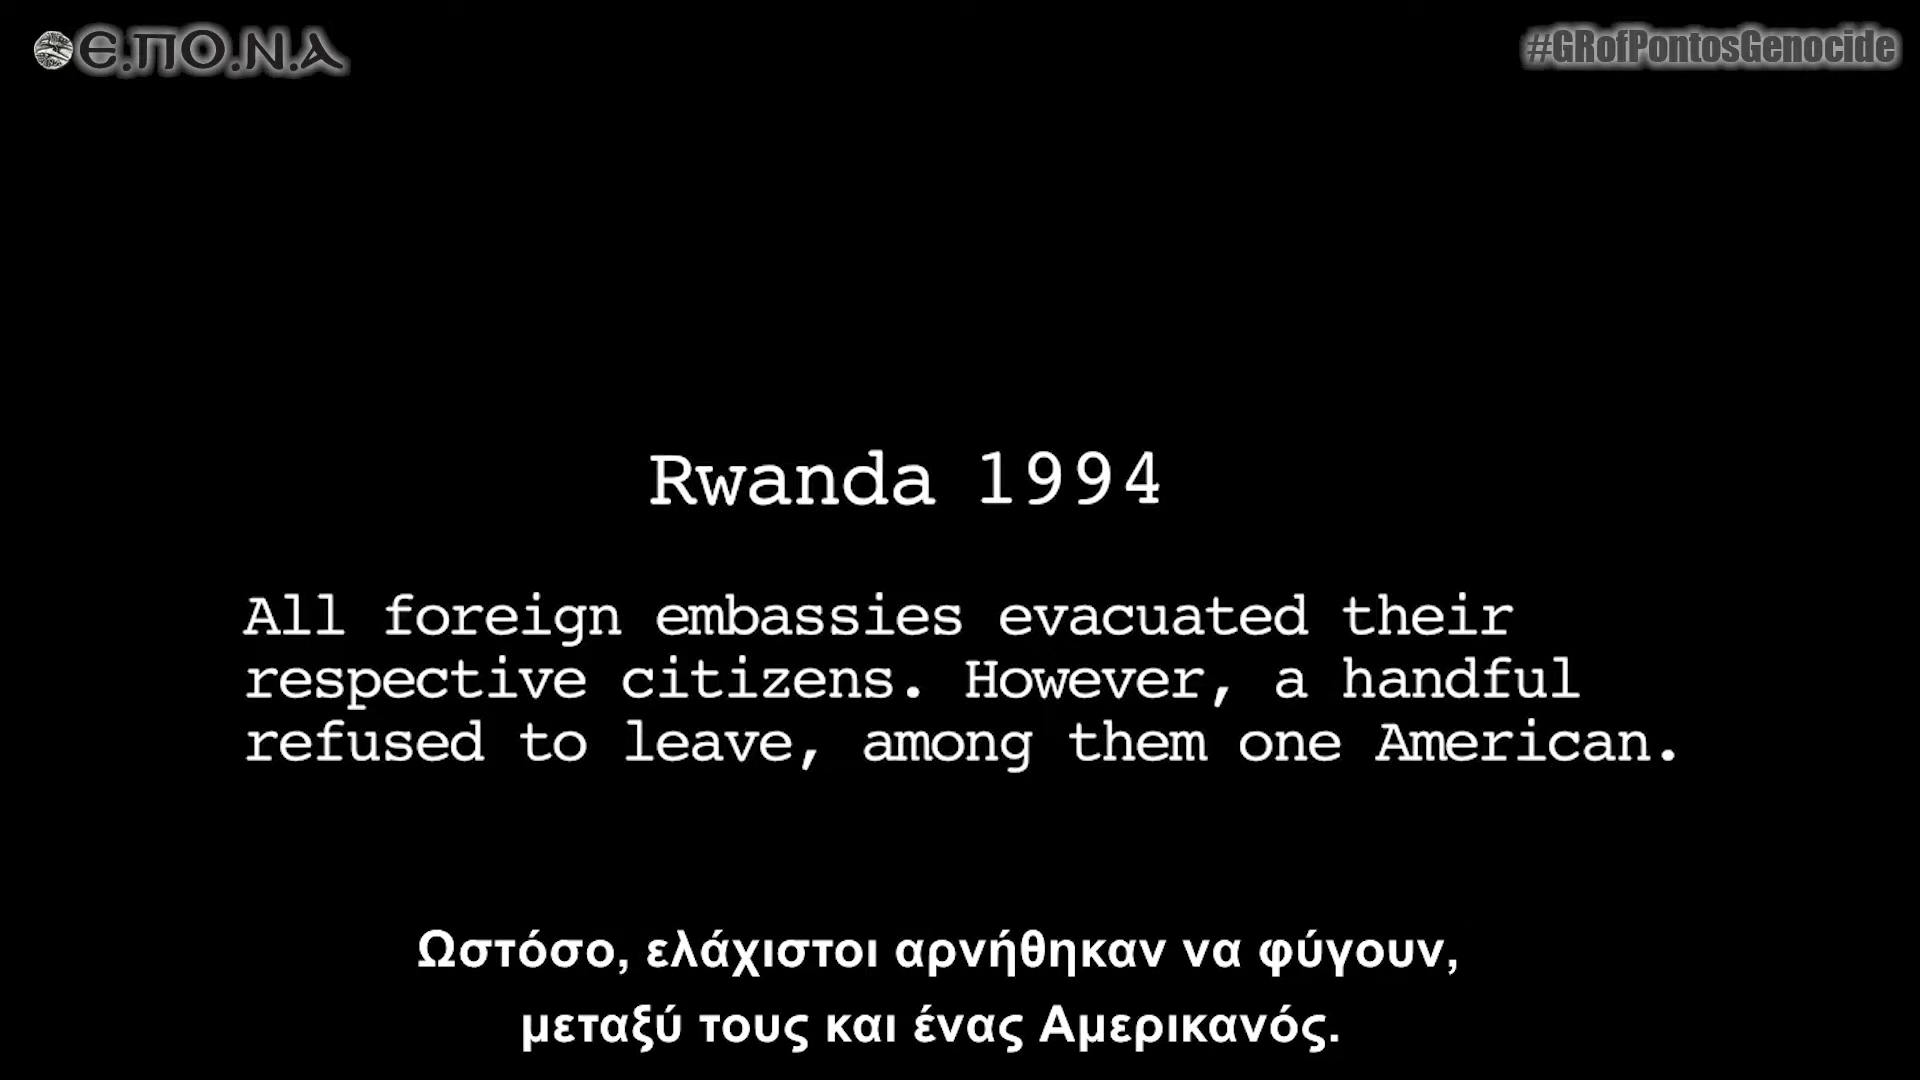 Ε.ΠΟ.Ν.Α
#GRofPontosGenocide
Rwanda 1994
All foreign embassies evacuated their
respective citizens. However, a handful
refused to leave, among them one American.
Ωστόσο, ελάχιστοι αρνήθηκαν να φύγουν,
μεταξύ τους και ένας Αμερικανός.